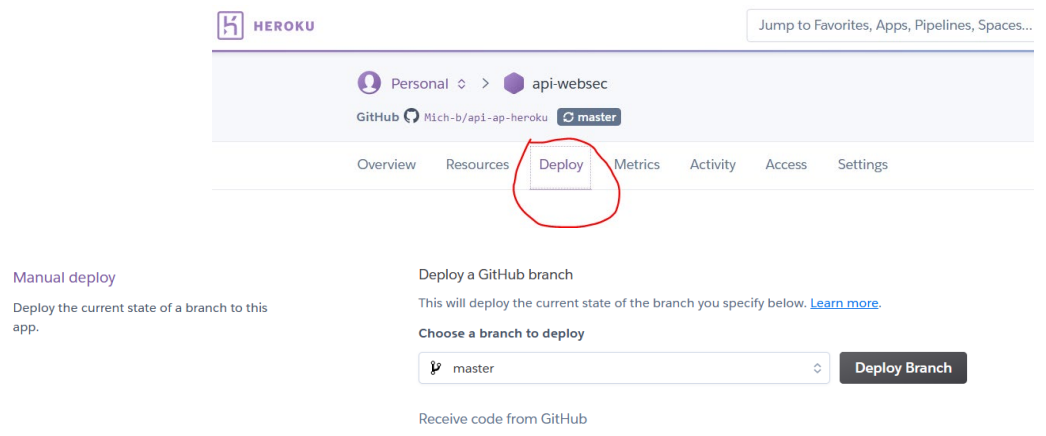 HEROKU
Jump to Favorites, Apps, Pipelines, Spaces...
Personal > api-websec
GitHub Mich-b/api-ap-heroku master
Overview Resources Deploy Metrics Activity Access Settings
Manual deploy
Deploy the current state of a branch to this
app.
Deploy a GitHub branch
This will deploy the current state of the branch you specify below. Learn more.
Choose a branch to deploy
master
Deploy Branch
Receive code from GitHub